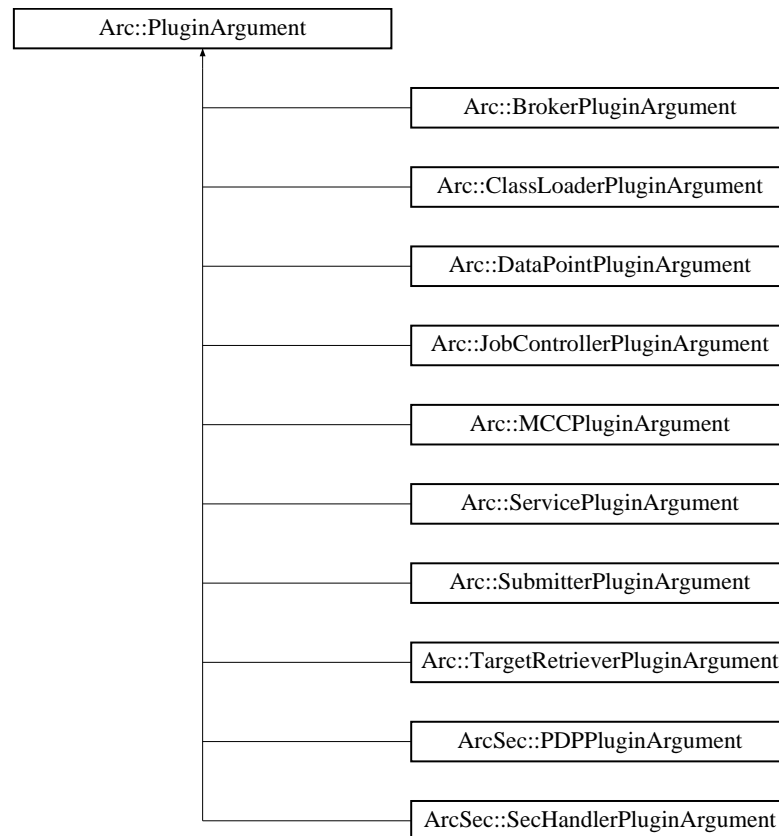 Arc::PluginArgument
Arc::BrokerPluginArgument
Arc::ClassLoaderPluginArgument
Arc::DataPointPluginArgument
Arc::JobControllerPluginArgument
Arc::MCCPluginArgument
Arc::ServicePluginArgument
Arc::SubmitterPluginArgument
Arc::TargetRetrieverPluginArgument
ArcSec::PDPPluginArgument
ArcSec::SecHandlerPluginArgument